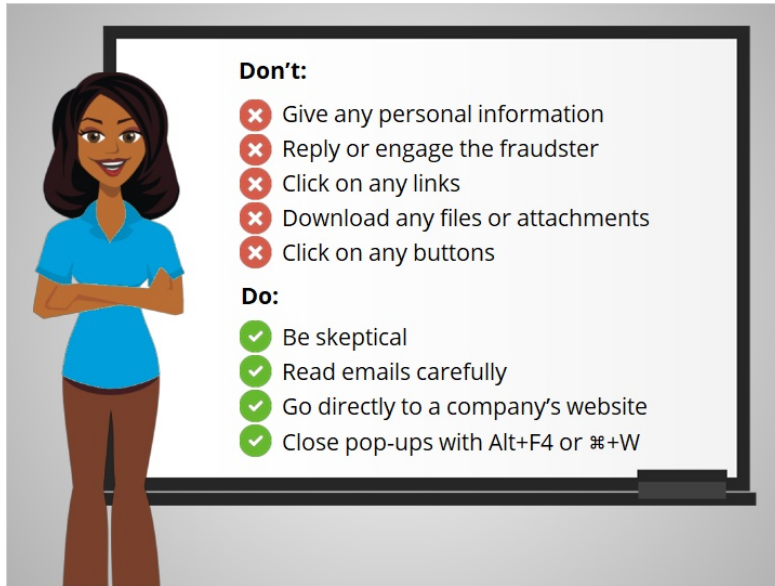 Don’t:
Give any personal information
Reply or engage the fraudster
Click on any links
Download any files or attachments
Click on any buttons
Do:
Be skeptical
Read emails carefully
Go directly to a company’s website
Close pop-ups with Alt+F4 or ⌘+W